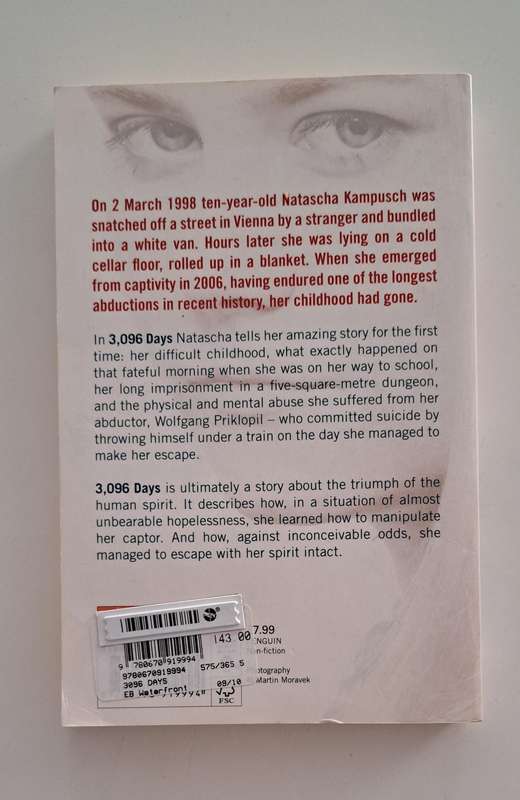 On 2 March 1998 ten-year-old Natascha Kampusch was
snatched off a street in Vienna by a stranger and bundled
into a white van. Hours later she was lying on a cold
cellar floor, rolled up in a blanket. When she emerged
from captivity in 2006, having endured one of the longest
abductions in recent history, her childhood had gone.
In 3,096 Days Natascha tells her amazing story for the first
time: her difficult childhood, what exactly happened on
that fateful morning when she was on her way to school,
her long imprisonment in a five-square-metre dungeon,
and the physical and mental abuse she suffered from her
abductor, Wolfgang Priklopil – who committed suicide by
throwing himself under a train on the day she managed to
make her escape.
3,096 Days is ultimately a story about the triumph of the
human spirit. It describes how, in a situation of almost
unbearable hopelessness, she learned how to manipulate
her captor. And how, against inconceivable odds, she
managed to escape with her spirit intact.
143.00 7.99
ENGUIN
on-fiction
9 780670 919994
9780670919994 575/365 5
3096 DAYS
EB Waterfront
09/10
otography
Martin Moravek
FSC